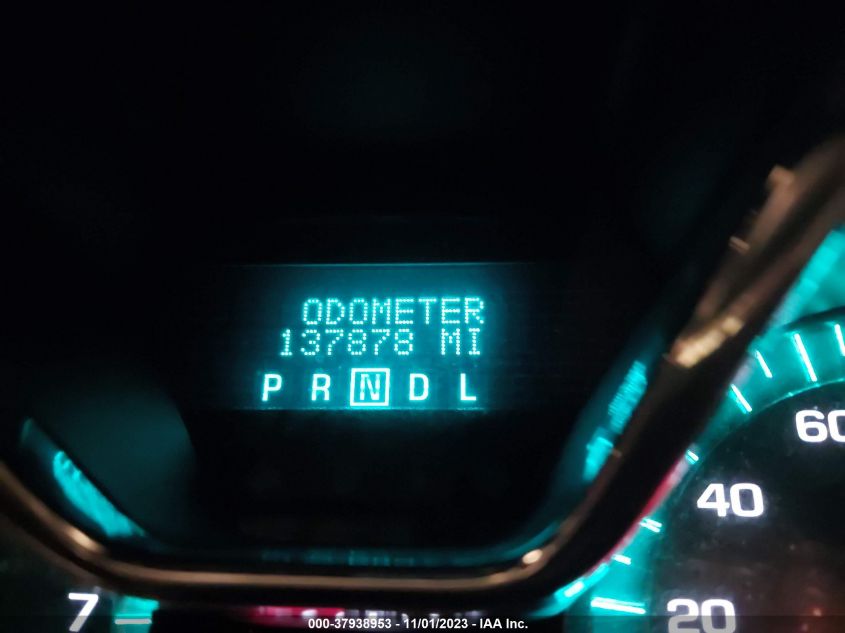 ODOMETER
137878 MI
P R N D L
60
40
20
7
000-37938953 - 11/01/2023 - IAA Inc.